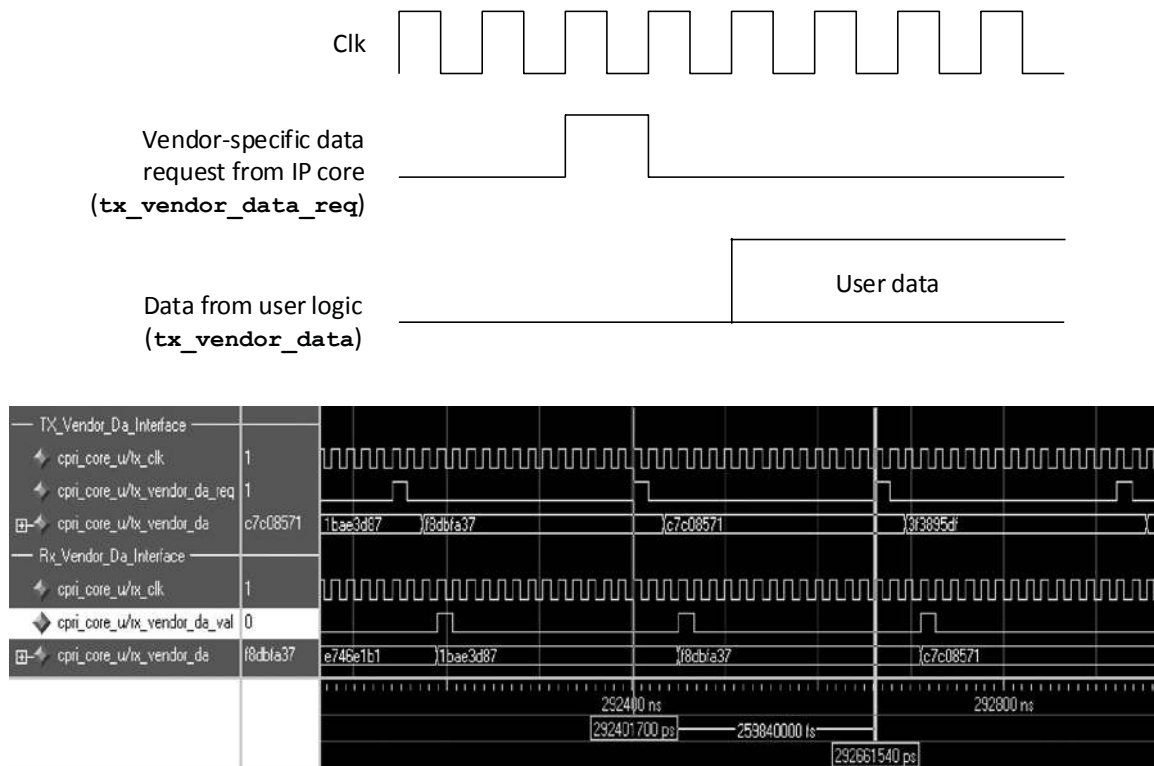 Clk
Vendor-specific data
request from IP core
(tx_vendor_data_req)
User data
Data from user logic
(tx_vendor_data)
TX_Vendor_Da_Interface
cpri_core_u/tx_clk 1
cpri_core_u/tx_vendor_da_req 1
cpri_core_u/tx_vendor_da c7c08571 1bae3d87 f8dbfa37 c7c08571 3f3895df
Rx_Vendor_Da_Interface
cpri_core_u/rx_clk 1
cpri_core_u/rx_vendor_da_val 0
cpri_core_u/rx_vendor_da f8dbfa37 e746e1b1 1bae3d87 f8dbfa37 c7c08571
292400 ns 292800 ns
292401700 ps 259840000 fs
292661540 ps